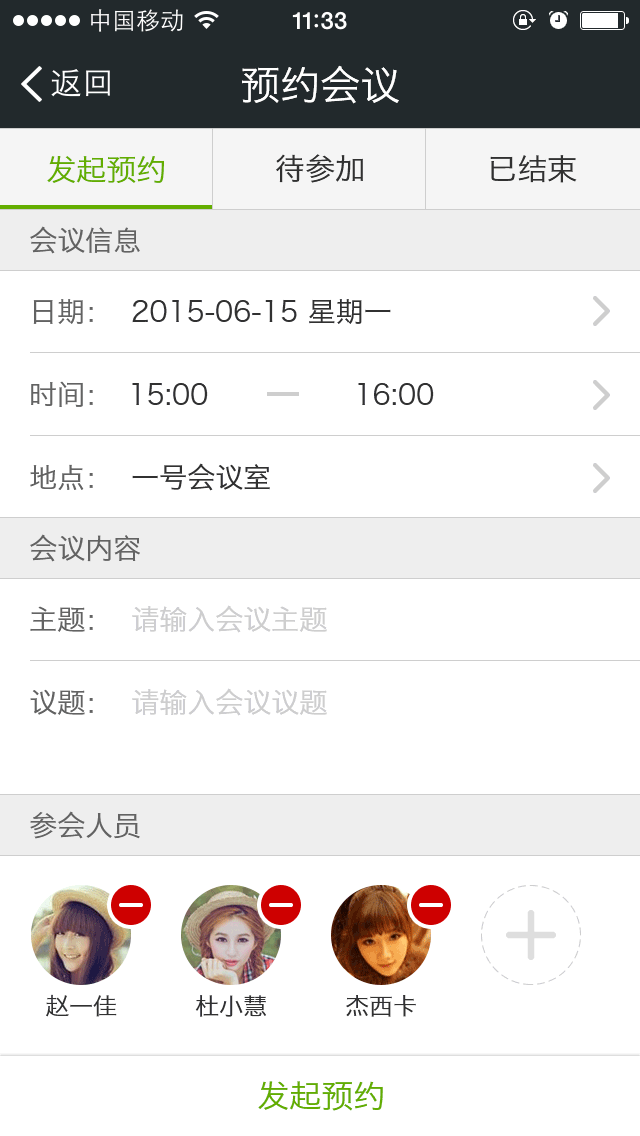 中国移动 11:33
返回 预约会议
发起预约 待参加 已结束
会议信息
日期： 2015-06-15 星期一
时间： 15:00 — 16:00
地点： 一号会议室
会议内容
主题： 请输入会议主题
议题： 请输入会议议题
参会人员
赵一佳 杜小慧 杰西卡
发起预约